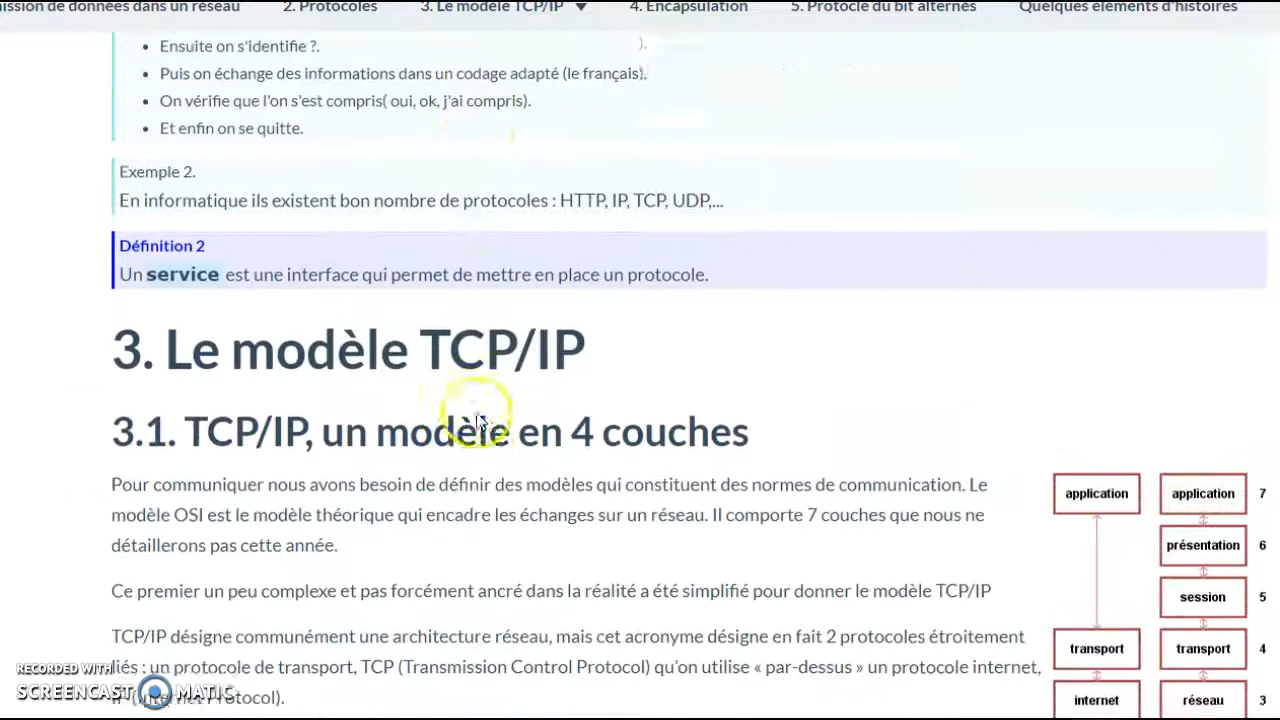 ission de données dans un réseau 2. Protocoles 3. Le modèle TCP/IP ▼ 4. Encapsulation 5. Protocle du bit alternés Quelques éléments d'histoires
• Ensuite on s'identifie ?. ).
• Puis on échange des informations dans un codage adapté (le français),
• On vérifie que l'on s'est compris( oui, ok, j'ai compris).
• Et enfin on se quitte.
Exemple 2.
En informatique ils existent bon nombre de protocoles : HTTP, IP, TCP, UDP,...
Définition 2
Un service est une interface qui permet de mettre en place un protocole.
3. Le modèle TCP/IP
3.1. TCP/IP, un modèle en 4 couches
Pour communiquer nous avons besoin de définir des modèles qui constituent des normes de communication. Le
modèle OSI est le modèle théorique qui encadre les échanges sur un réseau. Il comporte 7 couches que nous ne
détaillerons pas cette année.
Ce premier un peu complexe et pas forcément ancré dans la réalité a été simplifié pour donner le modèle TCP/IP
TCP/IP désigne communément une architecture réseau, mais cet acronyme désigne en fait 2 protocoles étroitement
liés : un protocole de transport, TCP (Transmission Control Protocol) qu'on utilise « par-dessus » un protocole internet,
IP (Internet Protocol).
application application 7
présentation 6
session 5
transport transport 4
internet réseau 3
RECORDED WITH
SCREENCAST MATIC